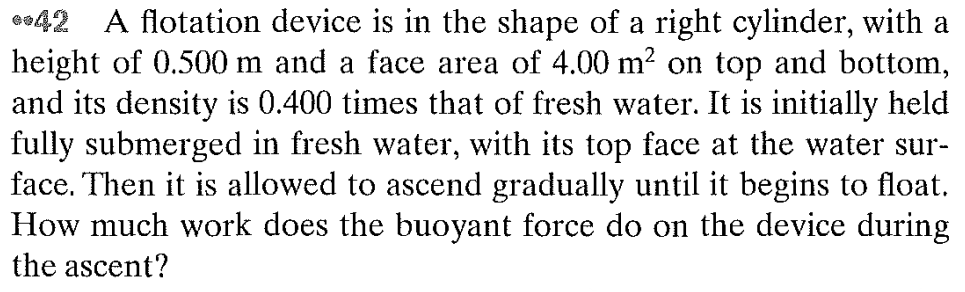 ••42 A flotation device is in the shape of a right cylinder, with a
height of 0.500 m and a face area of 4.00 m² on top and bottom,
and its density is 0.400 times that of fresh water. It is initially held
fully submerged in fresh water, with its top face at the water sur-
face. Then it is allowed to ascend gradually until it begins to float.
How much work does the buoyant force do on the device during
the ascent?